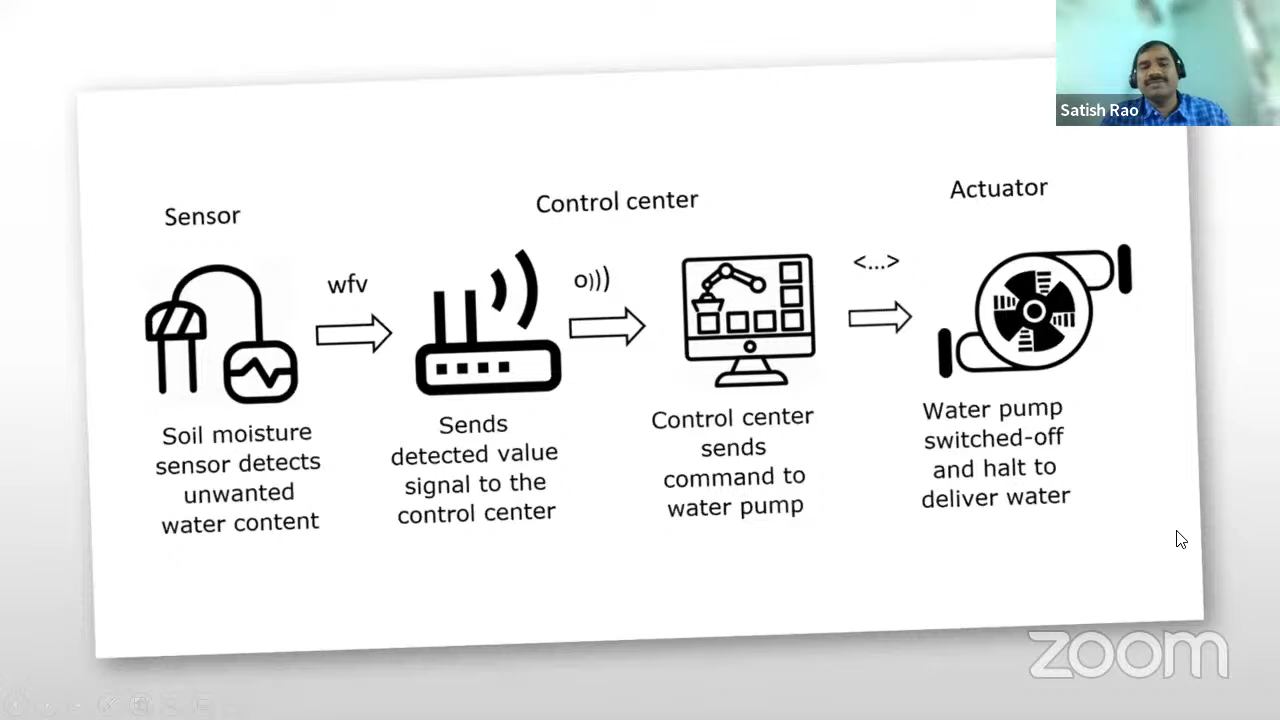 Satish Rao
Sensor
Control center
Actuator
wfv
o)))
<...>
Soil moisture
sensor detects
unwanted
water content
Sends
detected value
signal to the
control center
Control center
sends
command to
water pump
Water pump
switched-off
and halt to
deliver water
zoom